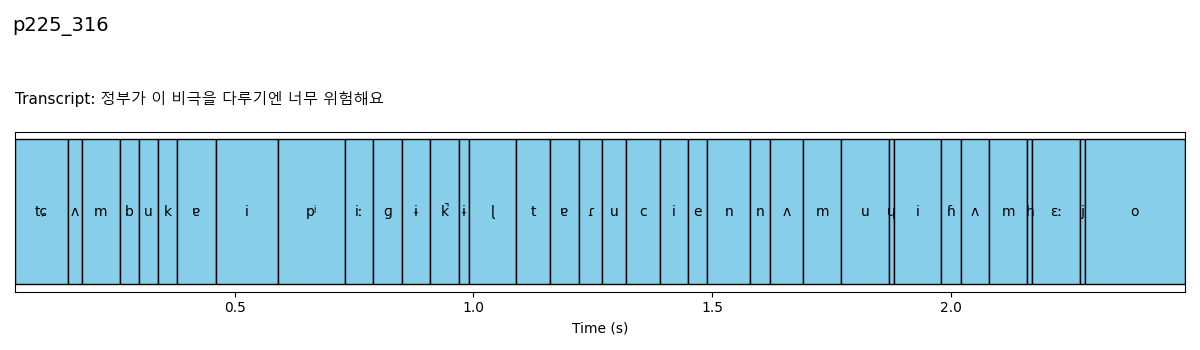 p225_316
Transcript: 정부가 이 비극을 다루기엔 너무 위험해요
tɕ ʌ m b u k ɐ i pʲ iː ɡ ɨ k̚ ɨ ɭ t ɐ ɾ u c i e n n ʌ m u ɥ i ɦ ʌ m h ɛː j o
0.5 1.0 1.5 2.0
Time (s)